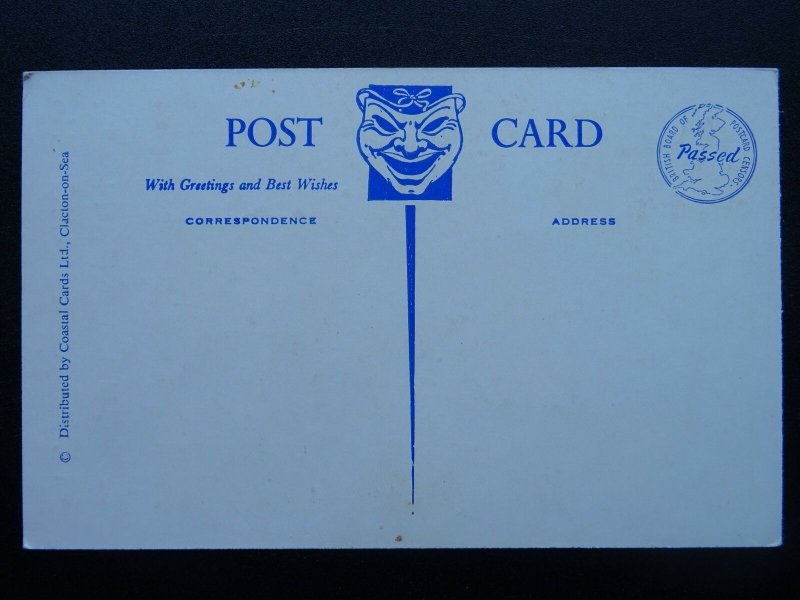 POST CARD
With Greetings and Best Wishes
CORRESPONDENCE
ADDRESS
BRITISH BOARD OF POSTCARD CENSORS.
Passed
© Distributed by Coastal Cards Ltd., Clacton-on-Sea